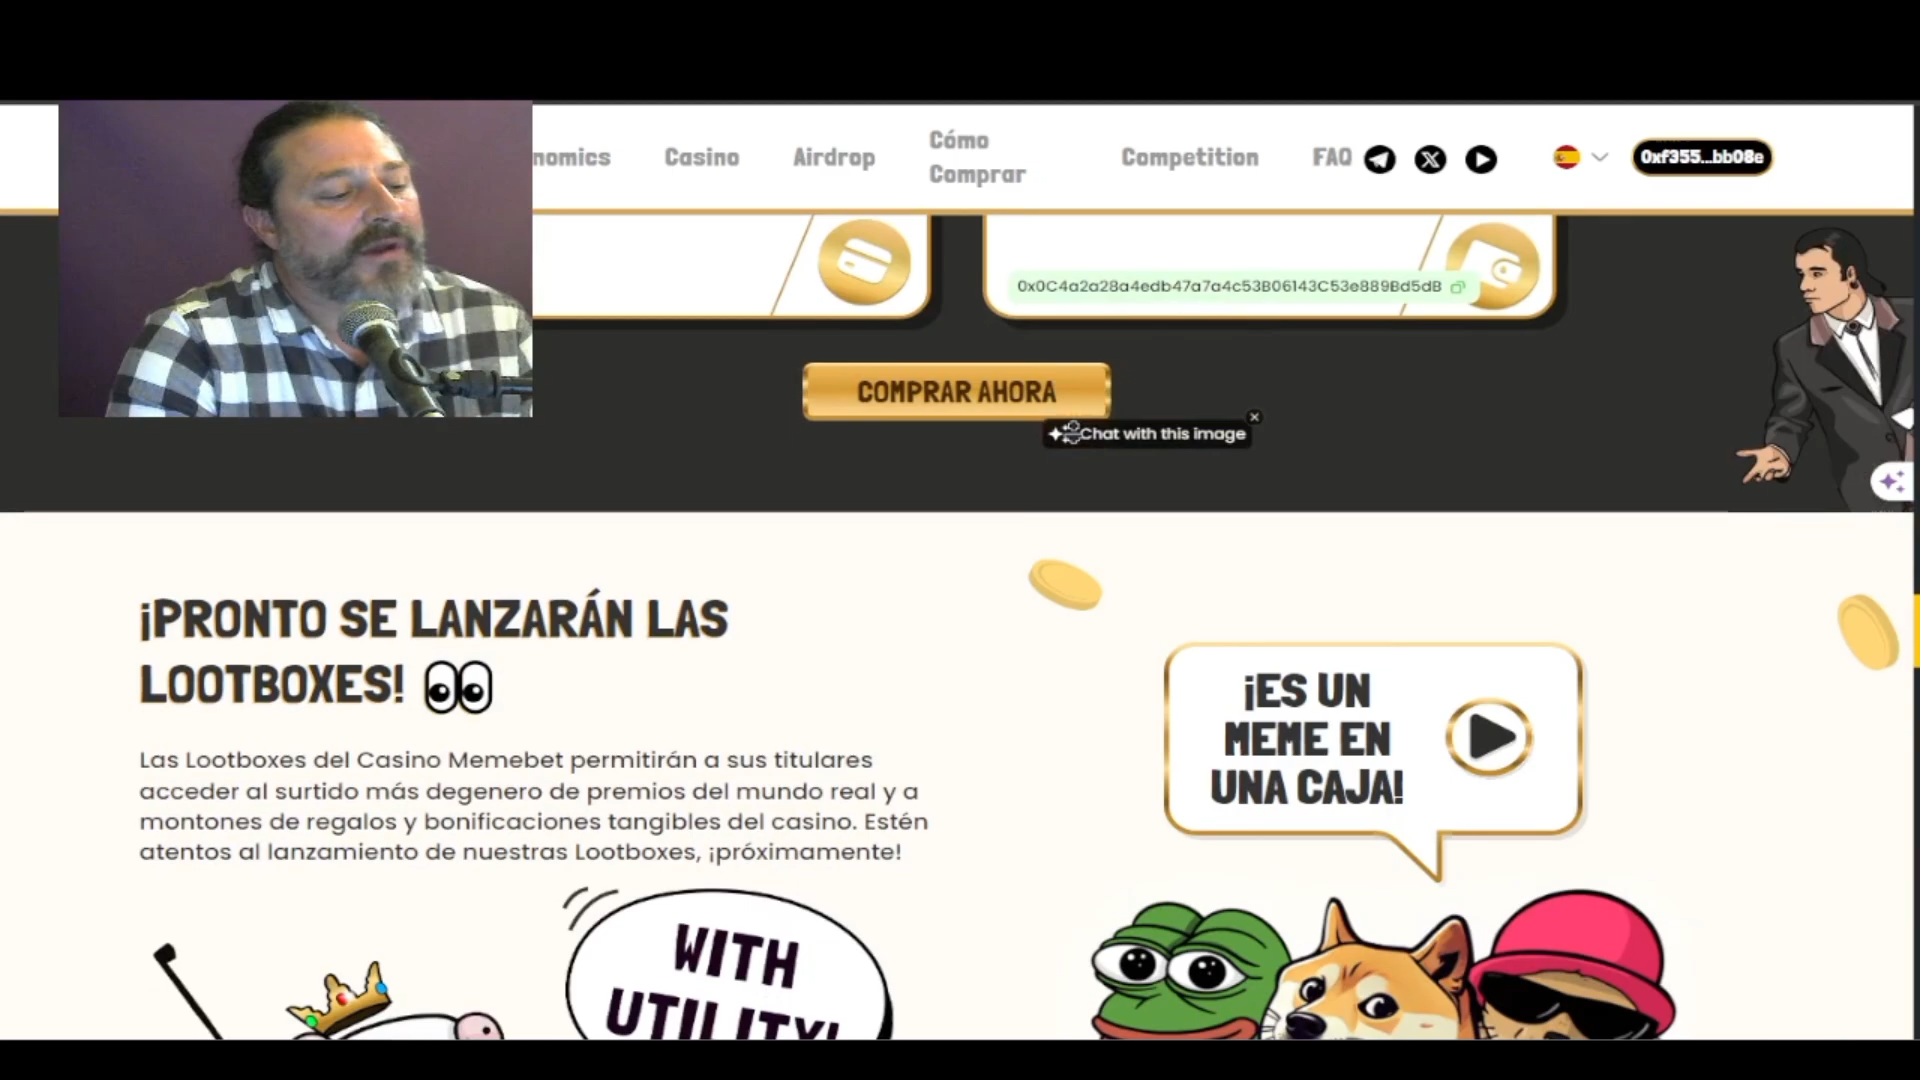 nomics
Casino
Airdrop
Cómo
Comprar
Competition
FAQ
0xf355...bb08e
0x0C4a2a28a4edb47a7a4c53B06143C53e889Bd5dB
COMPRAR AHORA
Chat with this image
¡PRONTO SE LANZARÁN LAS
LOOTBOXES!
Las Lootboxes del Casino Memebet permitirán a sus titulares
acceder al surtido más degenero de premios del mundo real y a
montones de regalos y bonificaciones tangibles del casino. Estén
atentos al lanzamiento de nuestras Lootboxes, ¡próximamente!
¡ES UN
MEME EN
UNA CAJA!
WITH
UTILITY!